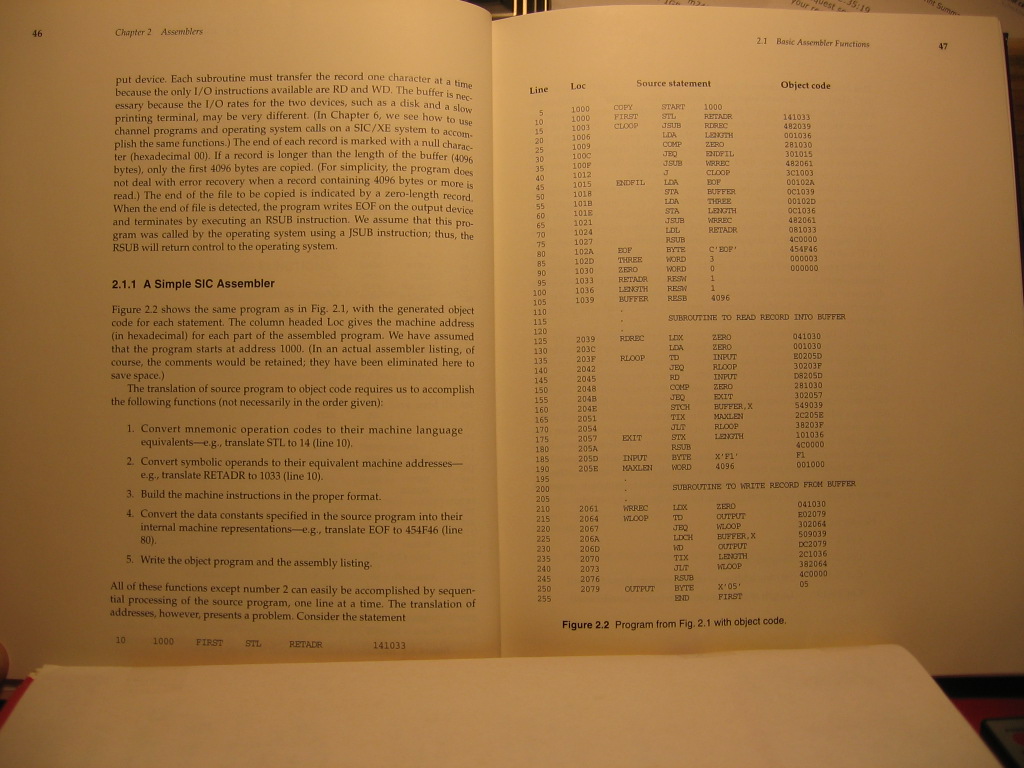 46
Chapter 2 Assemblers
put device. Each subroutine must transfer the record one character at a time
because the only I/O instructions available are RD and WD. The buffer is nec-
essary because the I/O rates for the two devices, such as a disk and a slow
printing terminal, may be very different. (In Chapter 6, we see how to use
channel programs and operating system calls on a SIC/XE system to accom-
plish the same functions.) The end of each record is marked with a null charac-
ter (hexadecimal 00). If a record is longer than the length of the buffer (4096
bytes), only the first 4096 bytes are copied. (For simplicity, the program does
not deal with error recovery when a record containing 4096 bytes or more is
read.) The end of the file to be copied is indicated by a zero-length record.
When the end of file is detected, the program writes EOF on the output device
and terminates by executing an RSUB instruction. We assume that this pro-
gram was called by the operating system using a JSUB instruction; thus, the
RSUB will return control to the operating system.
2.1.1 A Simple SIC Assembler
Figure 2.2 shows the same program as in Fig. 2.1, with the generated object
code for each statement. The column headed Loc gives the machine address
(in hexadecimal) for each part of the assembled program. We have assumed
that the program starts at address 1000. (In an actual assembler listing, of
course, the comments would be retained; they have been eliminated here to
save space.)
The translation of source program to object code requires us to accomplish
the following functions (not necessarily in the order given):
1. Convert mnemonic operation codes to their machine language
equivalents—e.g., translate STL to 14 (line 10).
2. Convert symbolic operands to their equivalent machine addresses—
e.g., translate RETADR to 1033 (line 10).
3. Build the machine instructions in the proper format.
4. Convert the data constants specified in the source program into their
internal machine representations—e.g., translate EOF to 454F46 (line
80).
5. Write the object program and the assembly listing.
All of these functions except number 2 can easily be accomplished by sequen-
tial processing of the source program, one line at a time. The translation of
addresses, however, presents a problem. Consider the statement
10 1000 FIRST STL RETADR 141033
2.1 Basic Assembler Functions 47
Line Loc Source statement Object code
5 1000 COPY START 1000
10 1000 FIRST STL RETADR 141033
15 1003 CLOOP JSUB RDREC 482039
20 1006 LDA LENGTH 001036
25 1009 COMP ZERO 281030
30 100C JEQ ENDFIL 301015
35 100F JSUB WRREC 482061
40 1012 J CLOOP 3C1003
45 1015 ENDFIL LDA EOF 00102A
50 1018 STA BUFFER 0C1039
55 101B LDA THREE 00102D
60 101E STA LENGTH 0C1036
65 1021 JSUB WRREC 482061
70 1024 LDL RETADR 081033
75 1027 RSUB 4C0000
80 102A EOF BYTE C'EOF' 454F46
85 102D THREE WORD 3 000003
90 1030 ZERO WORD 0 000000
95 1033 RETADR RESW 1
100 1036 LENGTH RESW 1
105 1039 BUFFER RESB 4096
110 .
115 . SUBROUTINE TO READ RECORD INTO BUFFER
120 .
125 2039 RDREC LDX ZERO 041030
130 203C LDA ZERO 001030
135 203F RLOOP TD INPUT E0205D
140 2042 JEQ RLOOP 30203F
145 2045 RD INPUT D8205D
150 2048 COMP ZERO 281030
155 204B JEQ EXIT 302057
160 204E STCH BUFFER,X 549039
165 2051 TIX MAXLEN 2C205E
170 2054 JLT RLOOP 38203F
175 2057 EXIT STX LENGTH 101036
180 205A RSUB 4C0000
185 205D INPUT BYTE X'F1' F1
190 205E MAXLEN WORD 4096 001000
195 .
200 . SUBROUTINE TO WRITE RECORD FROM BUFFER
205 .
210 2061 WRREC LDX ZERO 041030
215 2064 WLOOP TD OUTPUT E02079
220 2067 JEQ WLOOP 302064
225 206A LDCH BUFFER,X 509039
230 206D WD OUTPUT DC2079
235 2070 TIX LENGTH 2C1036
240 2073 JLT WLOOP 382064
245 2076 RSUB 4C0000
250 2079 OUTPUT BYTE X'05' 05
255 END FIRST
Figure 2.2 Program from Fig. 2.1 with object code.